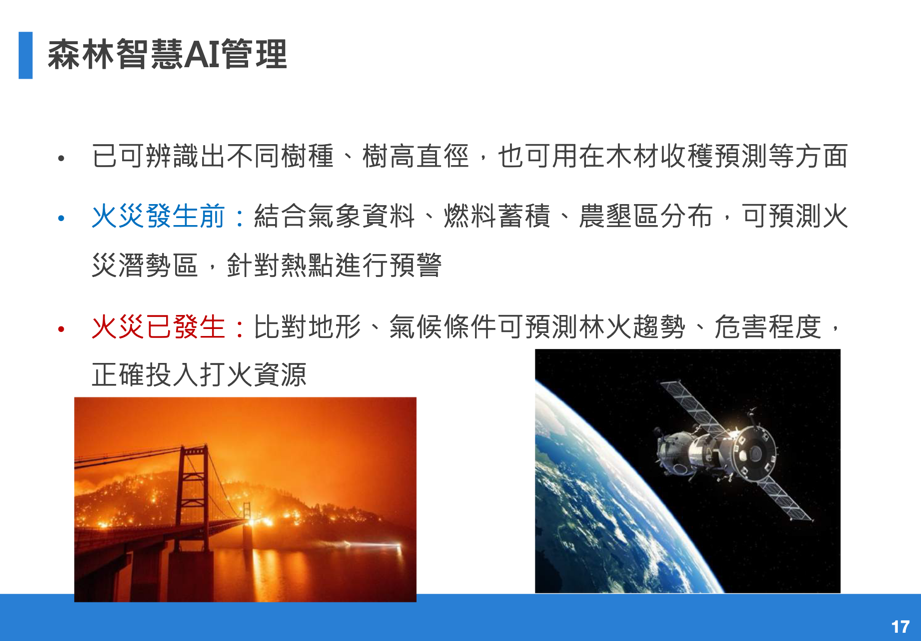 森林智慧AI管理
• 已可辨識出不同樹種、樹高直徑，也可用在木材收穫預測等方面
• 火災發生前：結合氣象資料、燃料蓄積、農墾區分布，可預測火
災潛勢區，針對熱點進行預警
• 火災已發生：比對地形、氣候條件可預測林火趨勢、危害程度，
正確投入打火資源
17